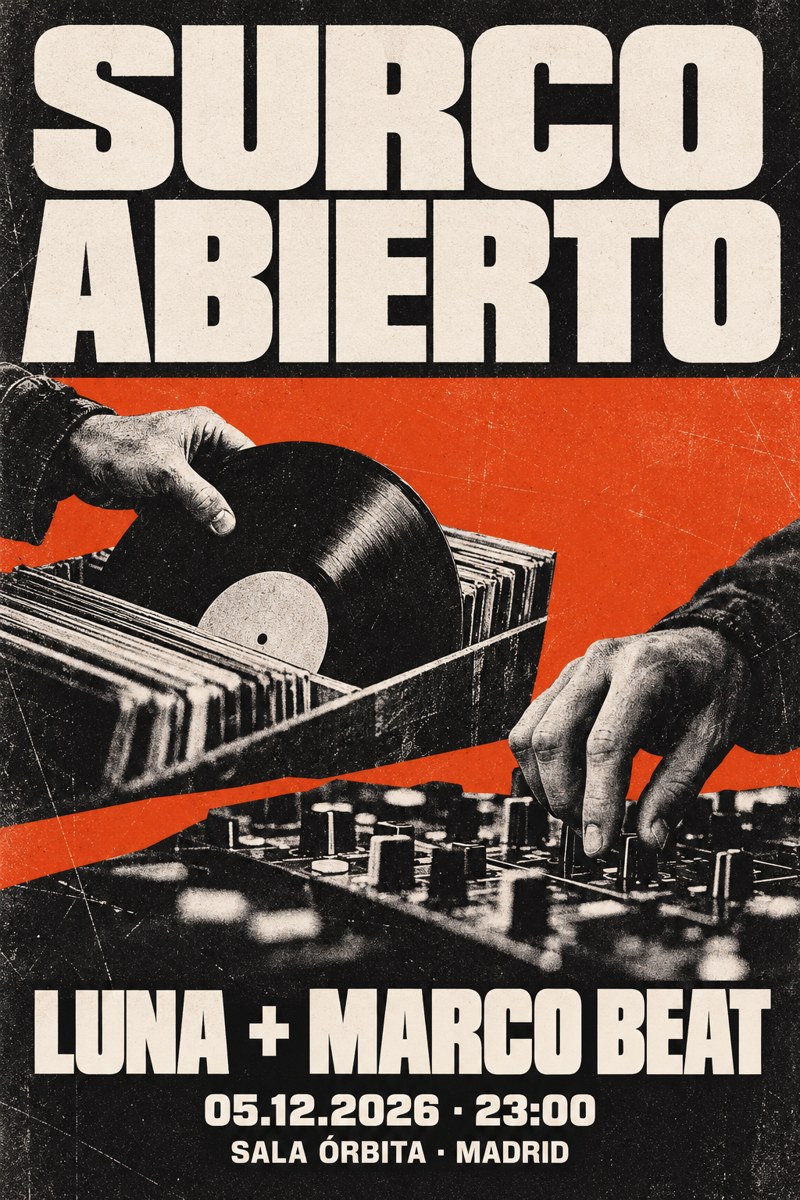 SURCO
ABIERTO
LUNA + MARCO BEAT
05.12.2026 · 23:00
SALA ÓRBITA · MADRID